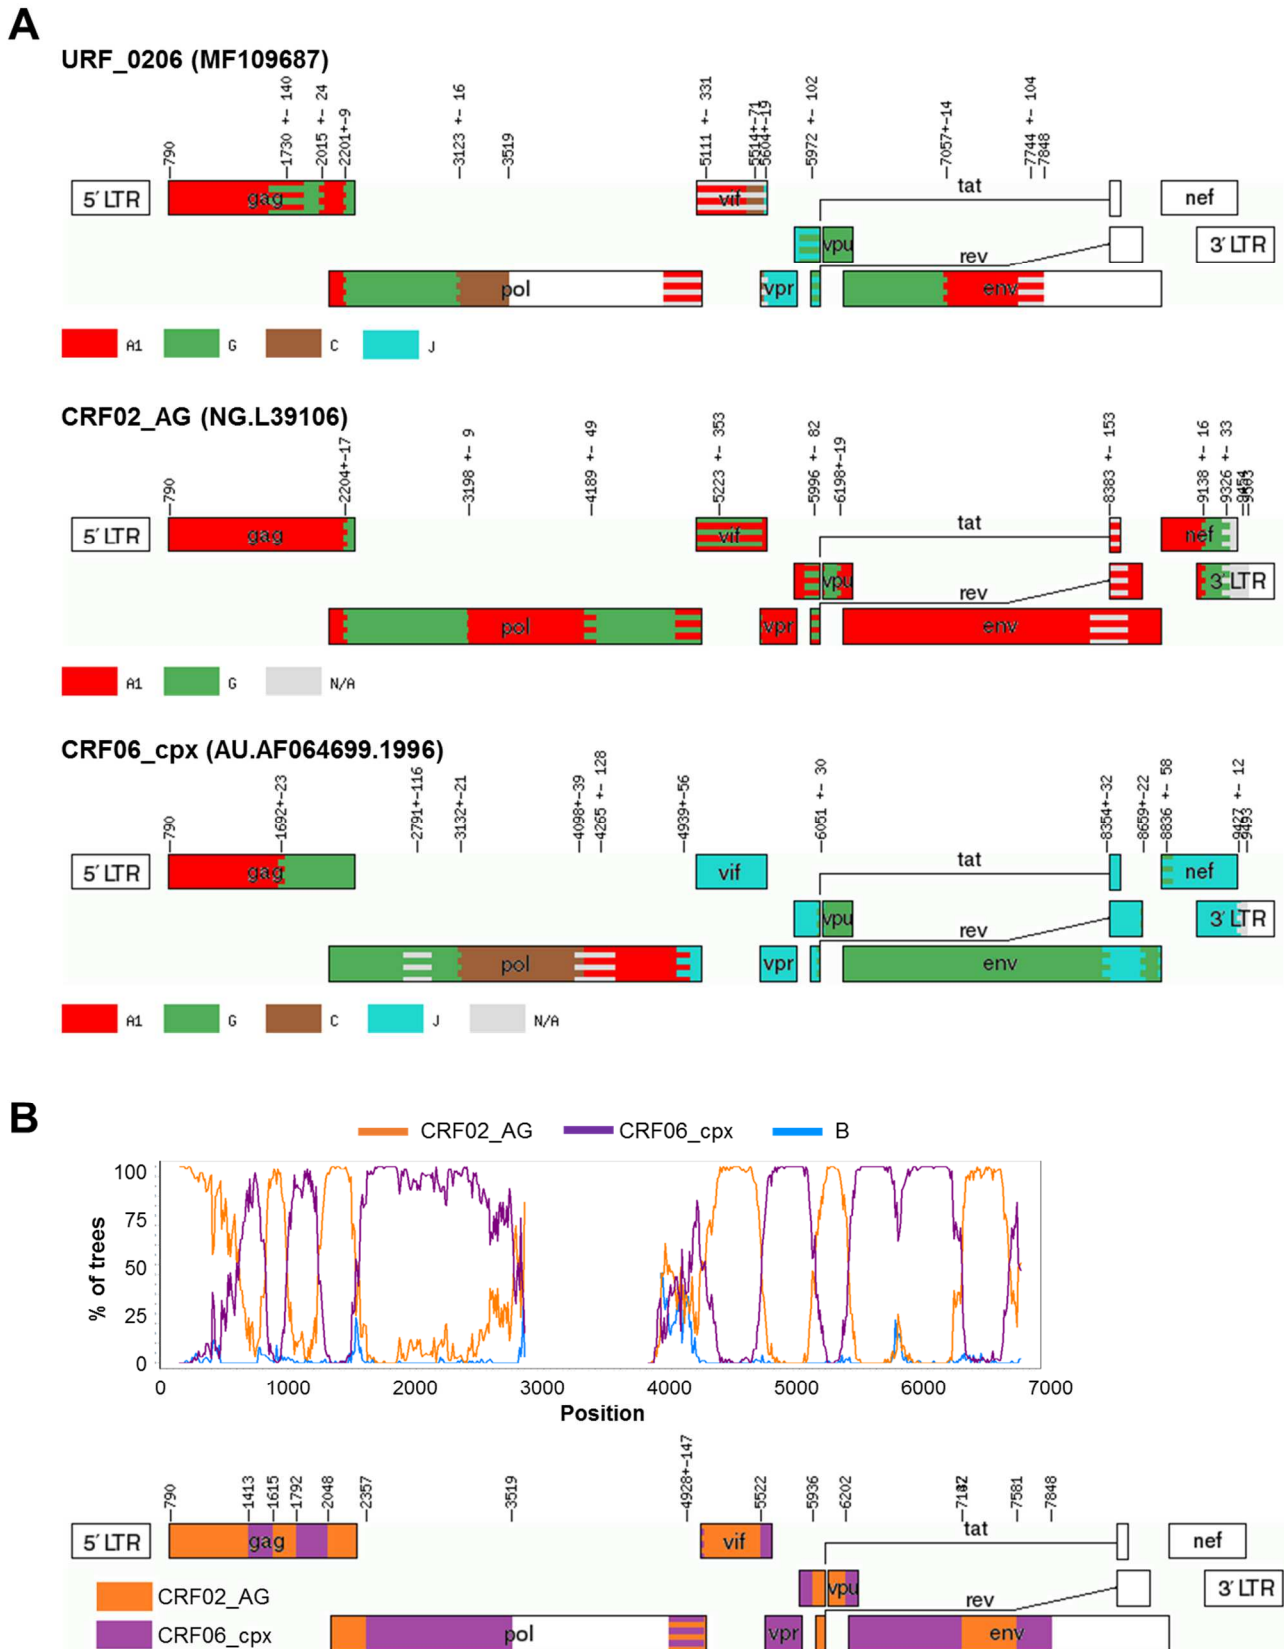 A
URF_0206 (MF109687)
790
1730 +- 140
2015 +- 24
2201+-9
3123 +- 16
3519
5111 +- 331
5514+-71
5604+-19
5972 +- 102
7057+-14
7744 +- 104
7848
5′ LTR
gag
vif
tat
nef
vpu
rev
3′ LTR
pol
vpr
env
A1 G C J
CRF02_AG (NG.L39106)
790
2204+-17
3198 +- 9
4189 +- 49
5223 +- 353
5996 +- 82
6198+-19
8383 +- 153
9138 +- 16
9326 +- 33
5′ LTR
gag
vif
tat
nef
vpu
rev
3′ LTR
pol
vpr
env
A1 G N/A
CRF06_cpx (AU.AF064699.1996)
790
1692+-23
2791+-116
3132+-21
4098+-39
4265 +- 128
4939+-56
6051 +- 30
8354+-32
8659+-22
8836 +- 58
9427 +- 12
9493
5′ LTR
gag
vif
tat
nef
vpu
rev
3′ LTR
pol
vpr
env
A1 G C J N/A
B
CRF02_AG CRF06_cpx B
% of trees
100
75
50
25
0
0 1000 2000 3000 4000 5000 6000 7000
Position
790
1413
1615
1792
2048
2357
3519
4928+-147
5522
5936
6202
7581
7848
5′ LTR
gag
vif
tat
nef
CRF02_AG
vpu
rev
3′ LTR
CRF06_cpx
pol
vpr
env